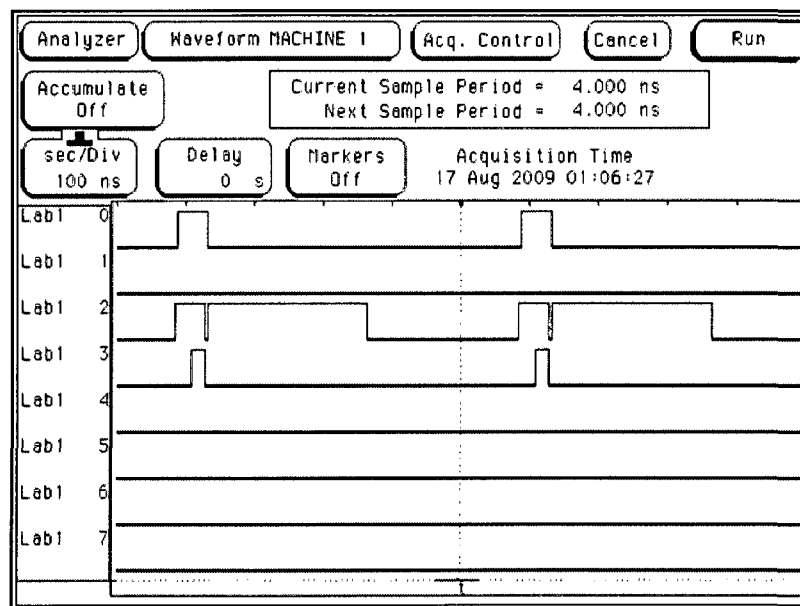 Analyzer Waveform MACHINE 1 Acq. Control Cancel Run
Accumulate Off
Current Sample Period = 4.000 ns
Next Sample Period = 4.000 ns
sec/Div 100 ns
Delay 0 s
Markers Off
Acquisition Time
17 Aug 2009 01:06:27
Lab1 0
Lab1 1
Lab1 2
Lab1 3
Lab1 4
Lab1 5
Lab1 6
Lab1 7